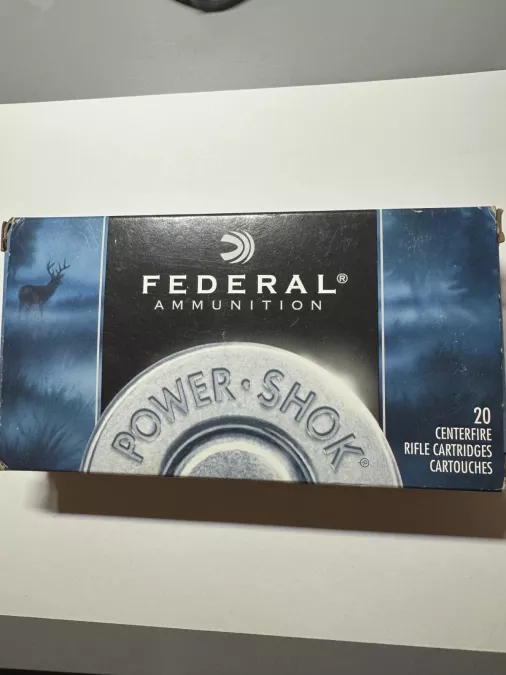 FEDERAL®
AMMUNITION
POWER·SHOK®
20
CENTERFIRE
RIFLE CARTRIDGES
CARTOUCHES